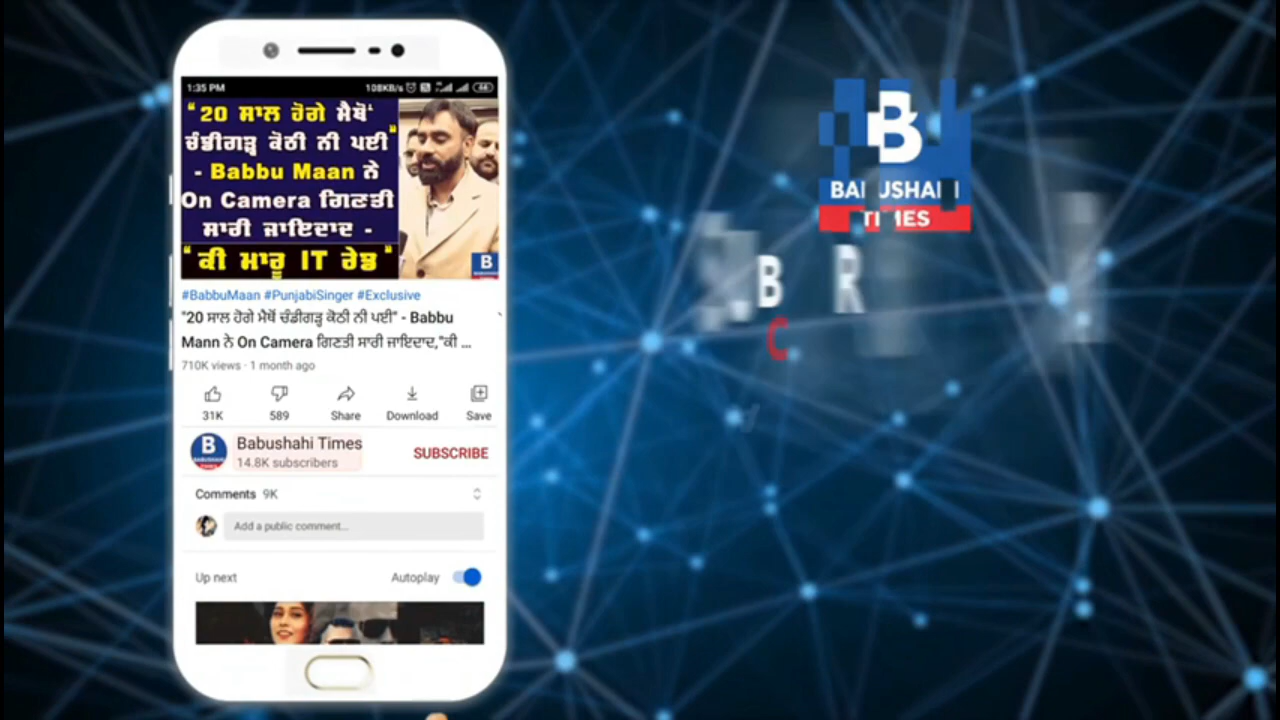 1:35 PM 108KB/s 44
"20 ਸਾਲ ਹੋਗੇ ਮੈਥੋਂ
ਚੰਡੀਗੜ੍ਹ ਕੋਠੀ ਨੀ ਪਈ"
- Babbu Maan ਨੇ
On Camera ਗਿਣਤੀ
ਸਾਰੀ ਜਾਇਦਾਦ -
"ਕੀ ਮਾਰੂ IT ਰੇਡ"
B
#BabbuMaan #PunjabiSinger #Exclusive
"20 ਸਾਲ ਹੋਗੇ ਮੈਥੋਂ ਚੰਡੀਗੜ੍ਹ ਕੋਠੀ ਨੀ ਪਈ" - Babbu
Mann ਨੇ On Camera ਗਿਣਤੀ ਸਾਰੀ ਜਾਇਦਾਦ,"ਕੀ ...
710K views · 1 month ago
31K 589 Share Download Save
B
Babushahi Times
14.8K subscribers
SUBSCRIBE
Comments 9K
Add a public comment...
Up next Autoplay
B
BABUSHAHI
TIMES
B R
C